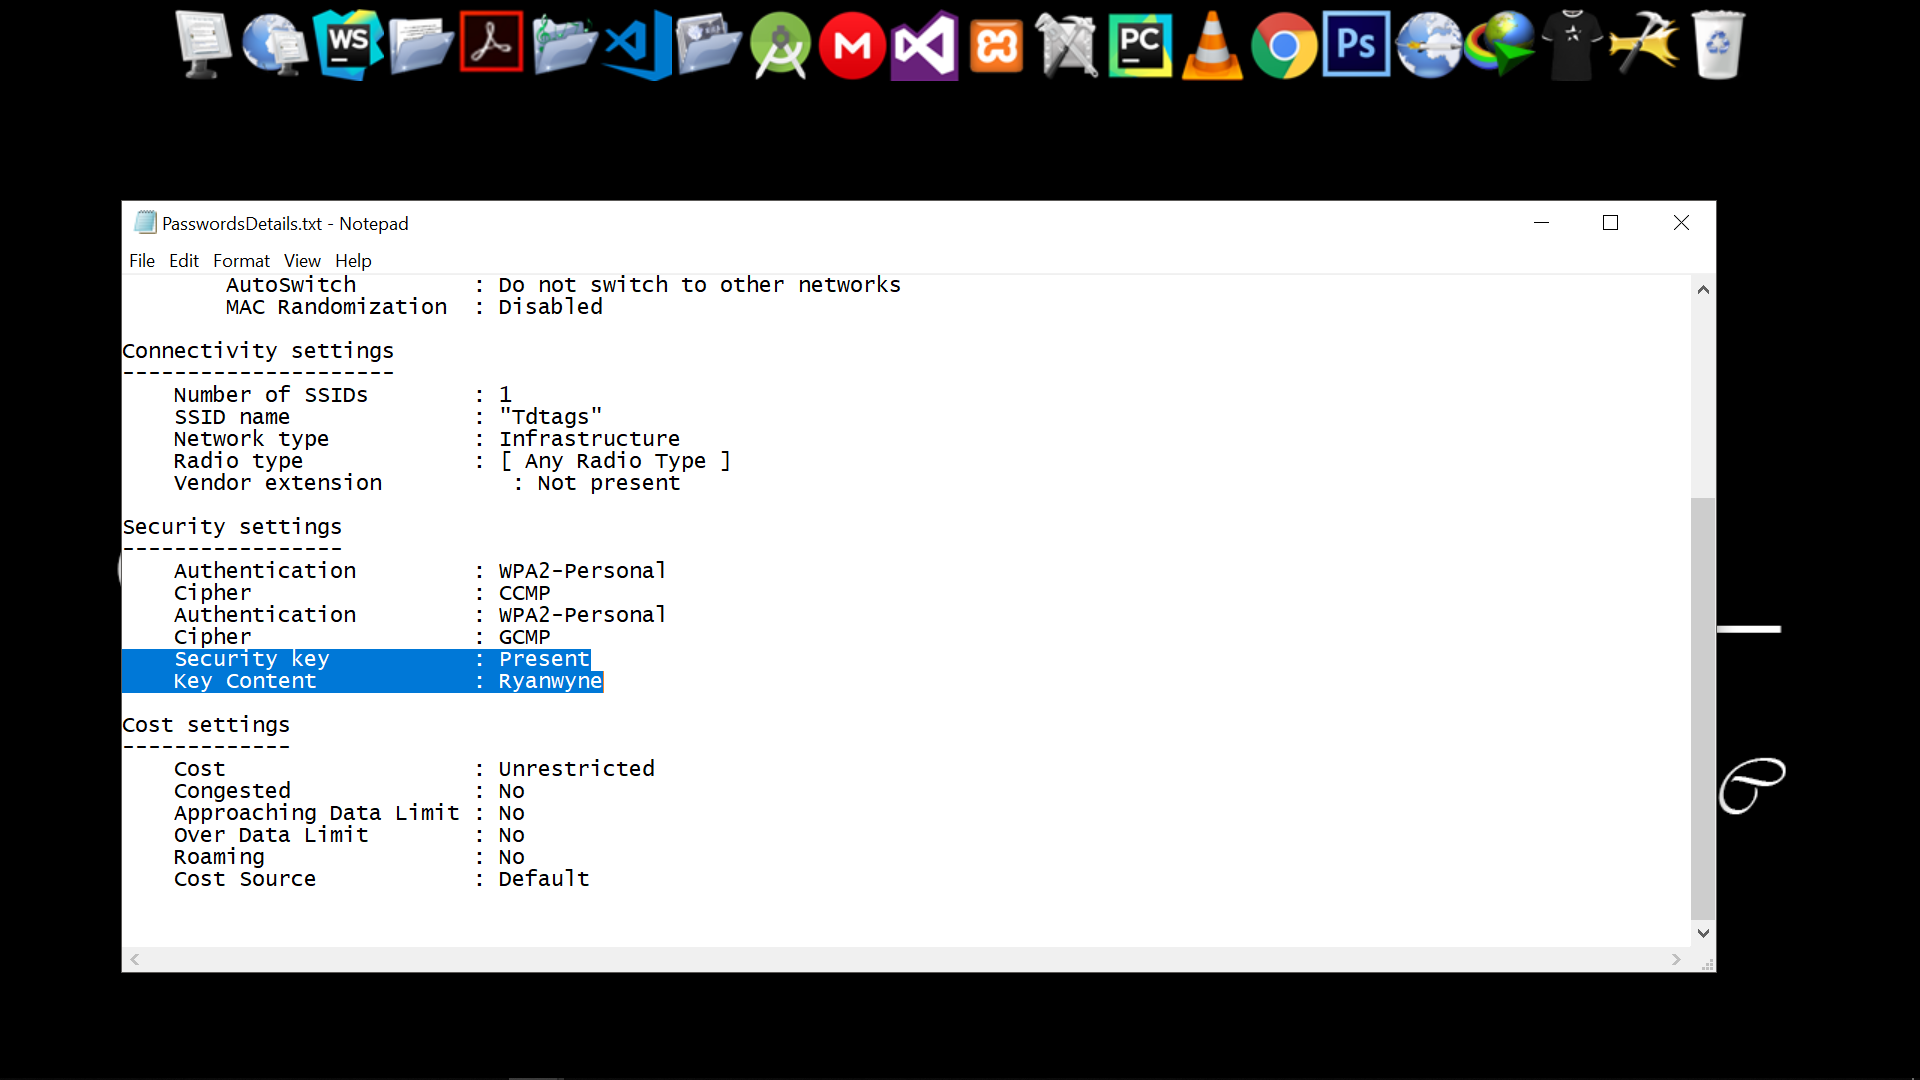 WS
PC
Ps
PasswordsDetails.txt - Notepad
File Edit Format View Help
AutoSwitch : Do not switch to other networks
MAC Randomization : Disabled
Connectivity settings
---------------------
Number of SSIDs : 1
SSID name : "Tdtags"
Network type : Infrastructure
Radio type : [ Any Radio Type ]
Vendor extension : Not present
Security settings
-----------------
Authentication : WPA2-Personal
Cipher : CCMP
Authentication : WPA2-Personal
Cipher : GCMP
Security key : Present
Key Content : Ryanwyne
Cost settings
-------------
Cost : Unrestricted
Congested : No
Approaching Data Limit : No
Over Data Limit : No
Roaming : No
Cost Source : Default